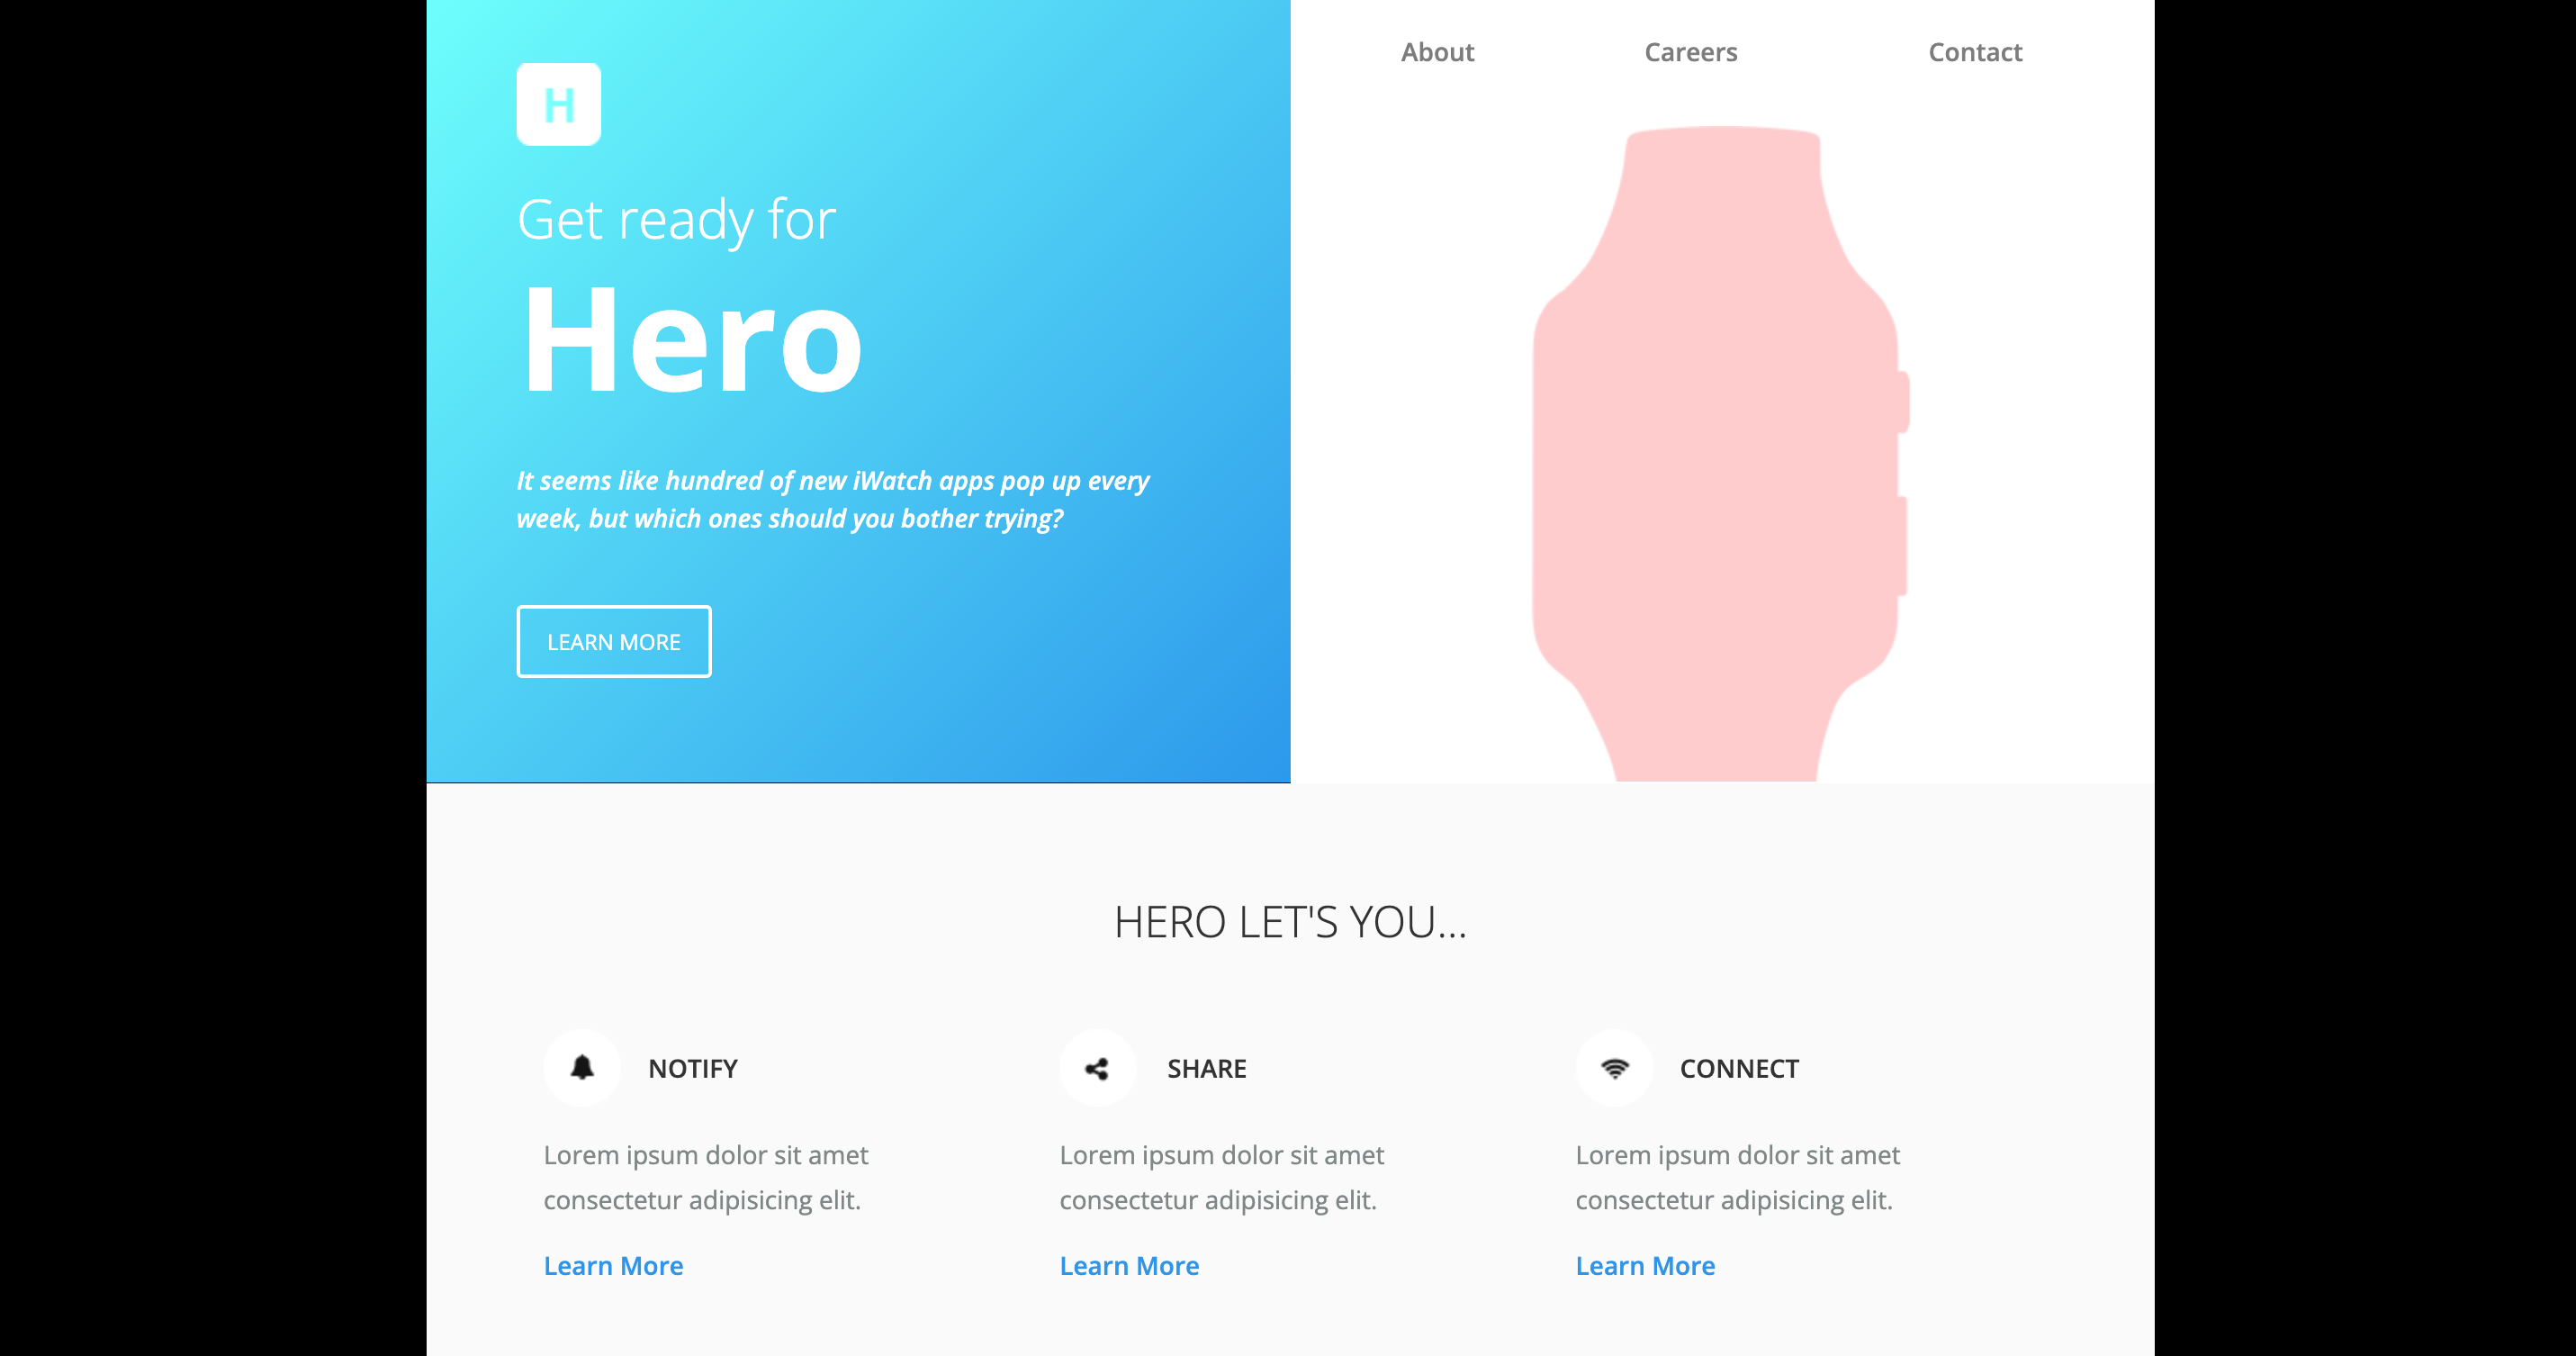 H
About
Careers
Contact
Get ready for
Hero
It seems like hundred of new iWatch apps pop up every
week, but which ones should you bother trying?
LEARN MORE
HERO LET'S YOU...
NOTIFY
Lorem ipsum dolor sit amet
consectetur adipisicing elit.
Learn More
SHARE
Lorem ipsum dolor sit amet
consectetur adipisicing elit.
Learn More
CONNECT
Lorem ipsum dolor sit amet
consectetur adipisicing elit.
Learn More